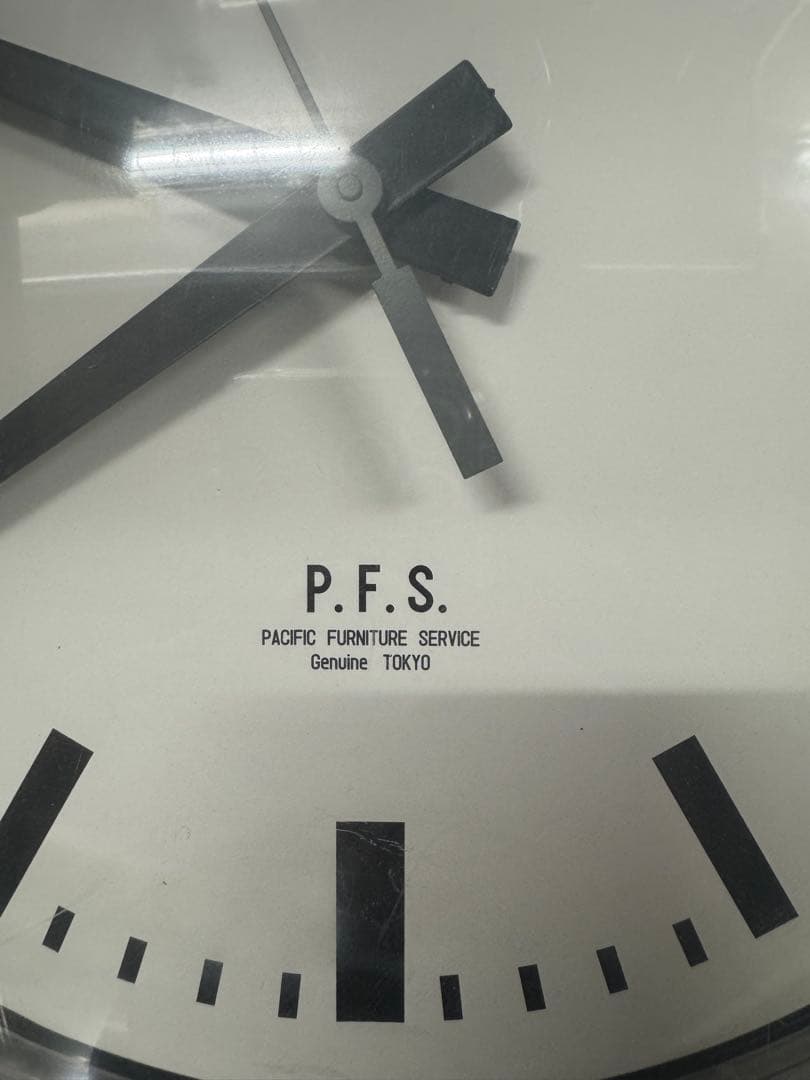 P.F.S.
PACIFIC FURNITURE SERVICE
Genuine TOKYO